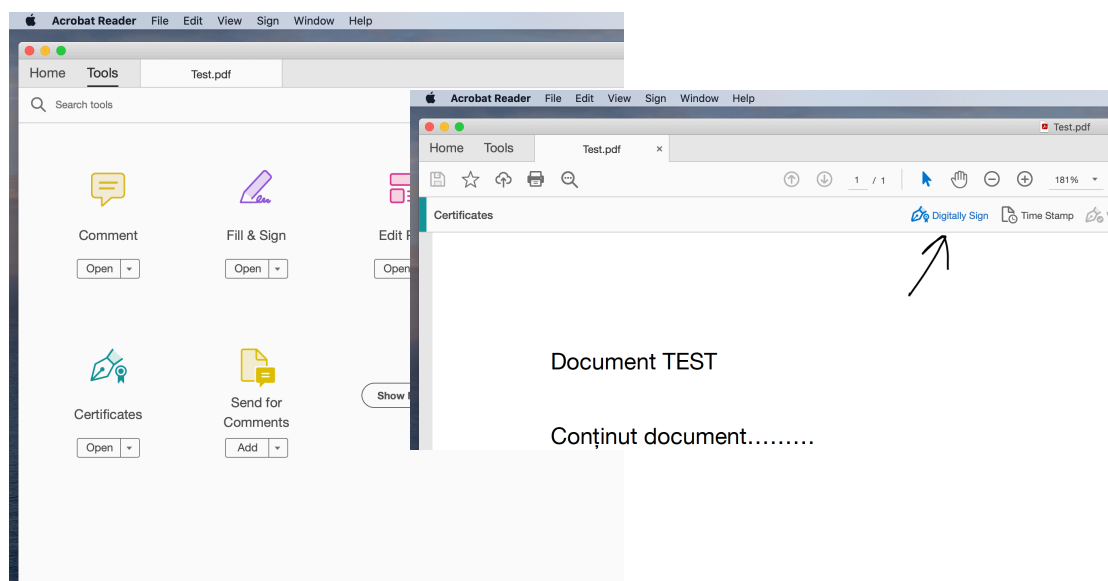 Acrobat Reader File Edit View Sign Window Help
Home Tools Test.pdf
Search tools
Comment Fill & Sign
Open Open Open
Certificates
Send for
Comments
Show
Open Add
Acrobat Reader File Edit View Sign Window Help
Test.pdf
Home Tools Test.pdf ×
1 / 1 181%
Certificates Digitally Sign Time Stamp
Document TEST
Conținut document.........